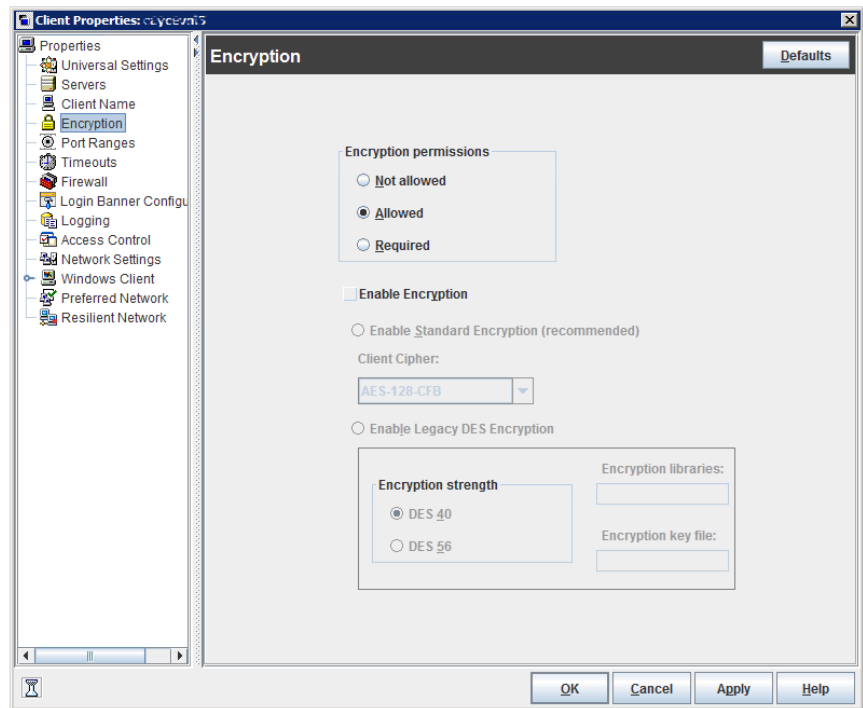 Client Properties:
Properties
Universal Settings
Servers
Client Name
Encryption
Port Ranges
Timeouts
Firewall
Login Banner Configu
Logging
Access Control
Network Settings
Windows Client
Preferred Network
Resilient Network
Encryption
Defaults
Encryption permissions
Not allowed
Allowed
Required
Enable Encryption
Enable Standard Encryption (recommended)
Client Cipher:
AES-128-CFB
Enable Legacy DES Encryption
Encryption strength
DES 40
DES 56
Encryption libraries:
Encryption key file:
OK
Cancel
Apply
Help